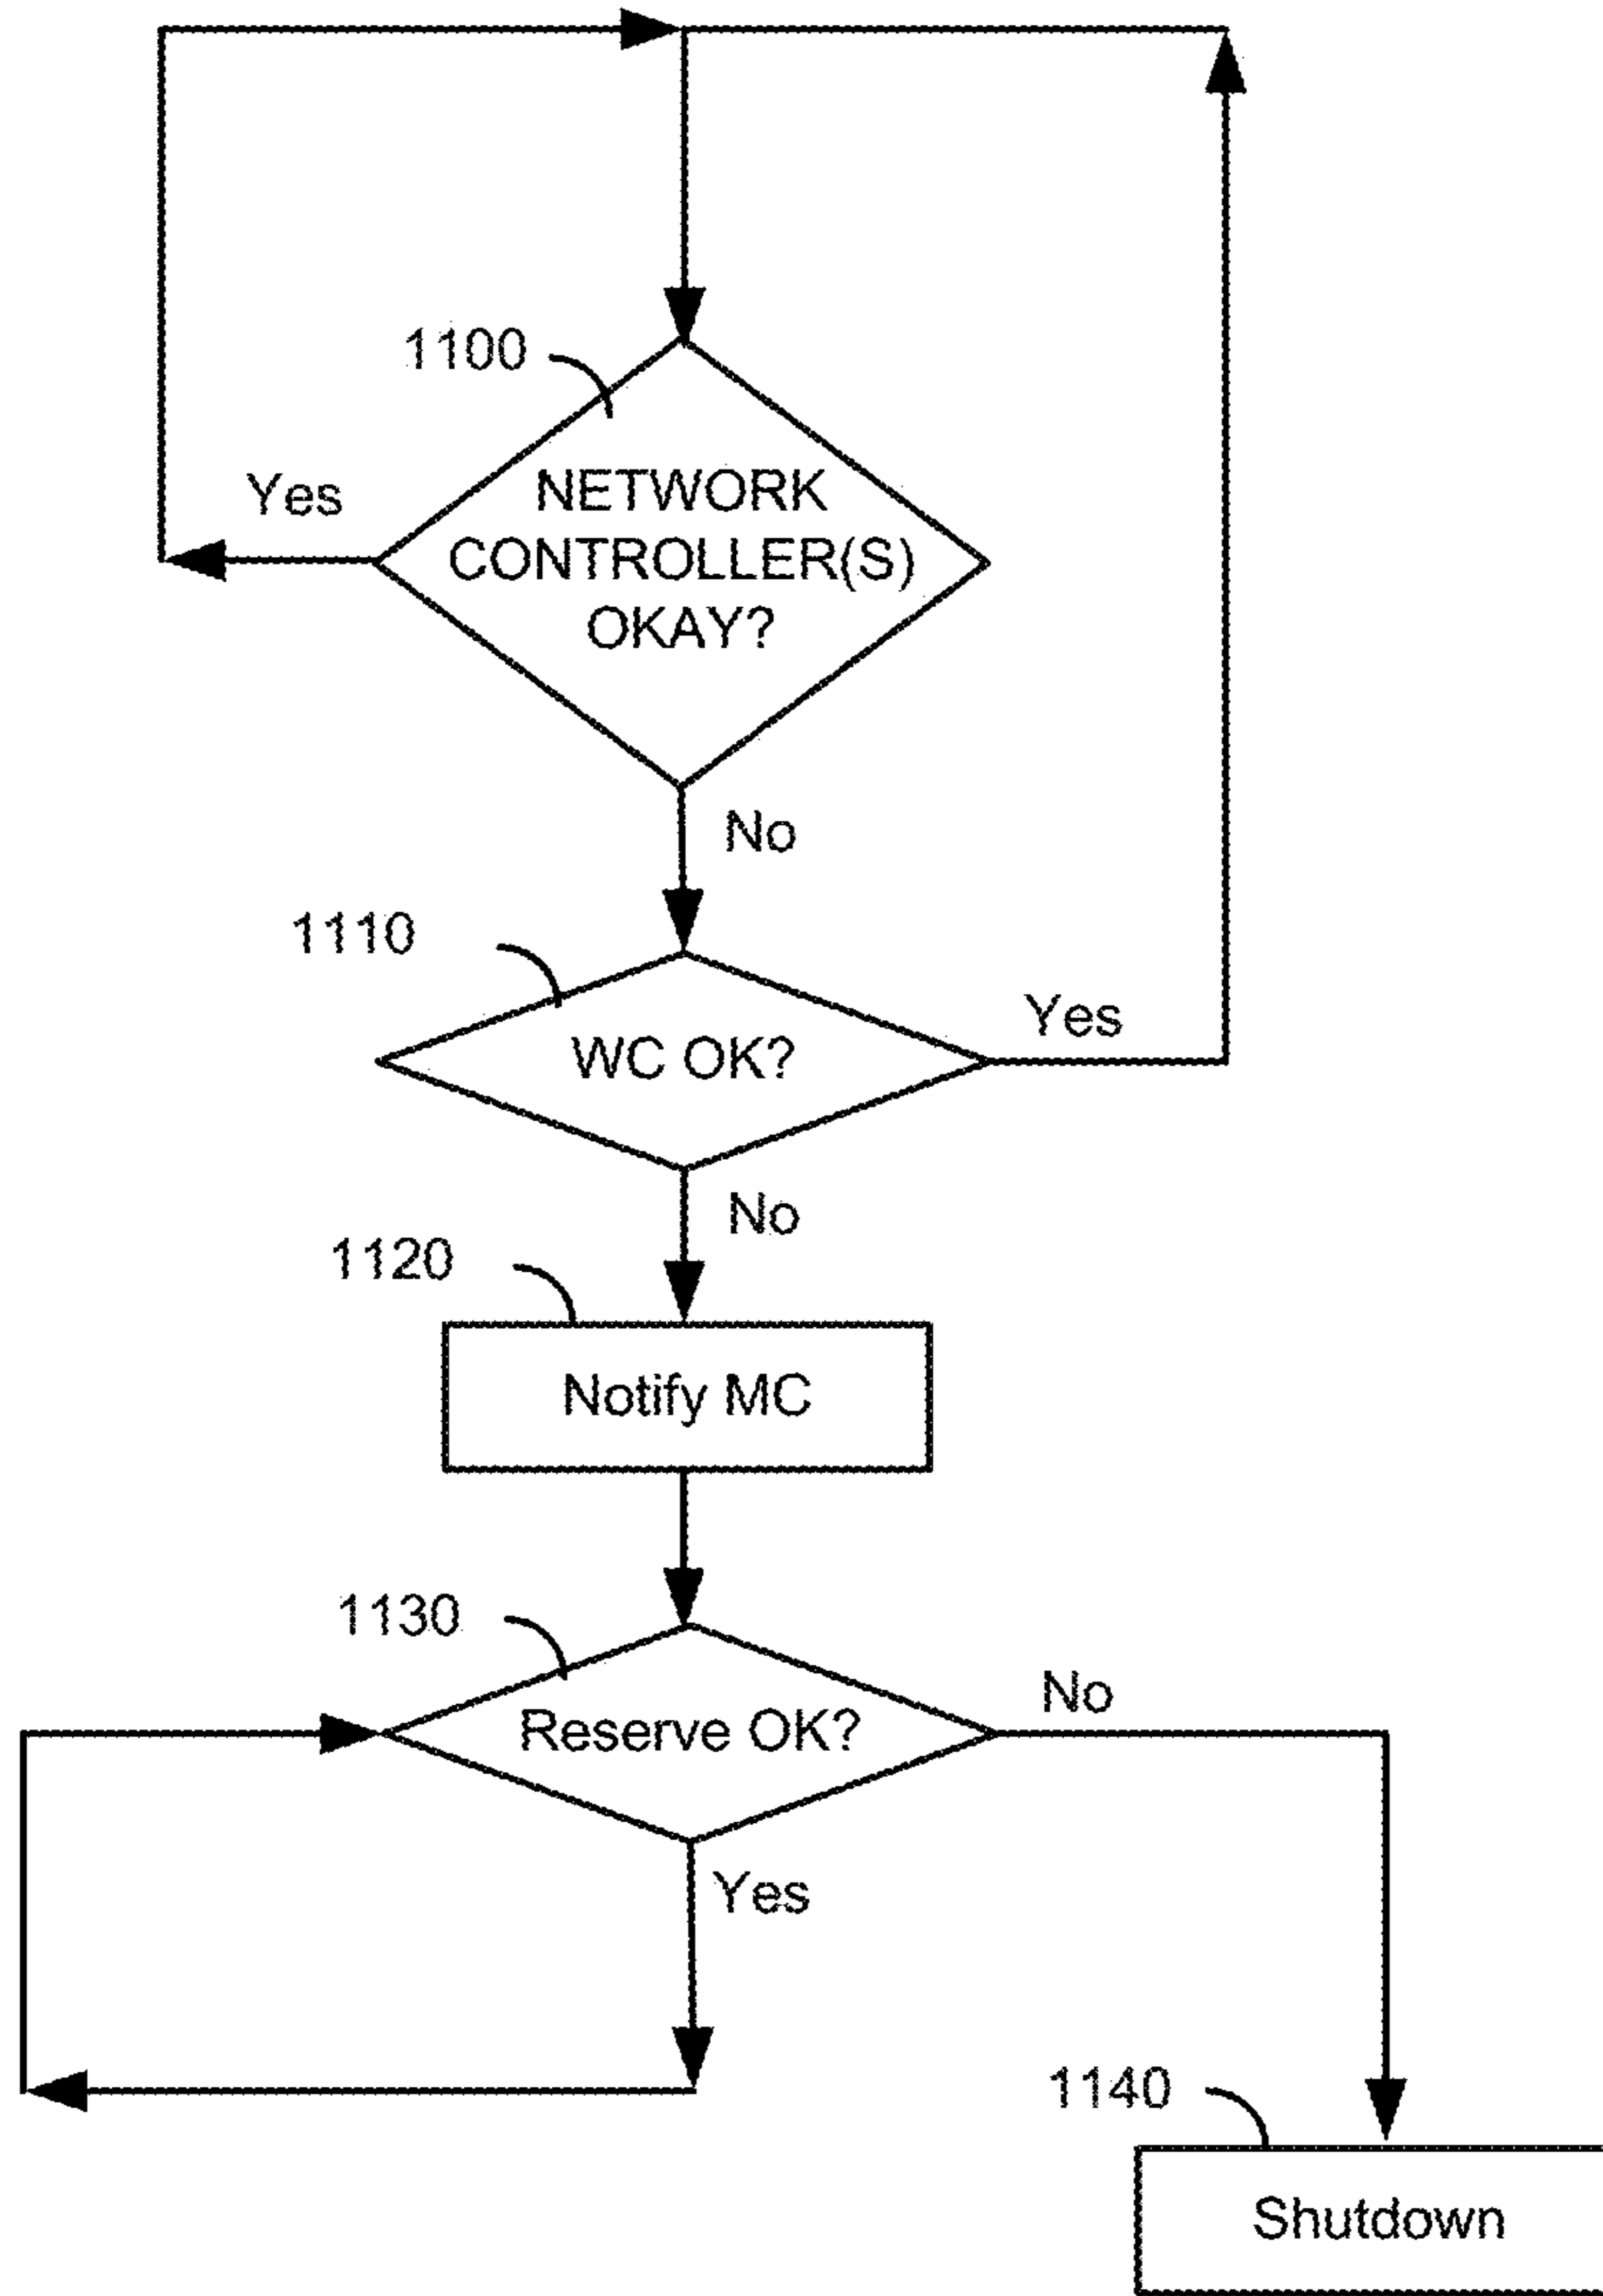 1100
Yes
NETWORK
CONTROLLER(S)
OKAY?
No
1110
WC OK?
Yes
No
1120
Notify MC
1130
Reserve OK?
No
Yes
1140
Shutdown